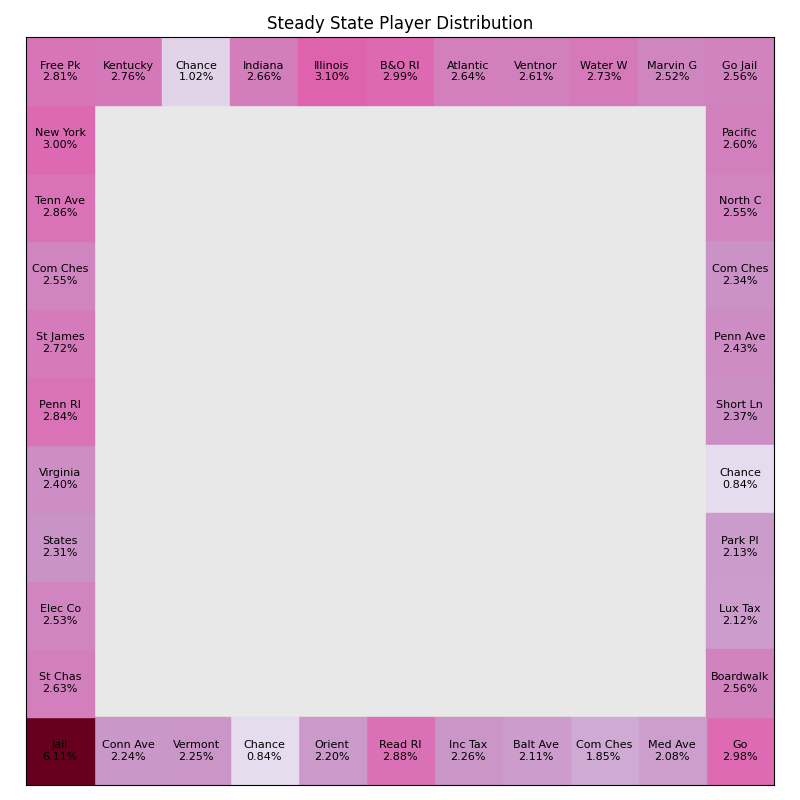 Steady State Player Distribution
Free Pk
2.81%
Kentucky
2.76%
Chance
1.02%
Indiana
2.66%
Illinois
3.10%
B&O Rl
2.99%
Atlantic
2.64%
Ventnor
2.61%
Water W
2.73%
Marvin G
2.52%
Go Jail
2.56%
New York
3.00%
Pacific
2.60%
Tenn Ave
2.86%
North C
2.55%
Com Ches
2.55%
Com Ches
2.34%
St James
2.72%
Penn Ave
2.43%
Penn Rl
2.84%
Short Ln
2.37%
Virginia
2.40%
Chance
0.84%
States
2.31%
Park Pl
2.13%
Elec Co
2.53%
Lux Tax
2.12%
St Chas
2.63%
Boardwalk
2.56%
Jail
6.11%
Conn Ave
2.24%
Vermont
2.25%
Chance
0.84%
Orient
2.20%
Read Rl
2.88%
Inc Tax
2.26%
Balt Ave
2.11%
Com Ches
1.85%
Med Ave
2.08%
Go
2.98%